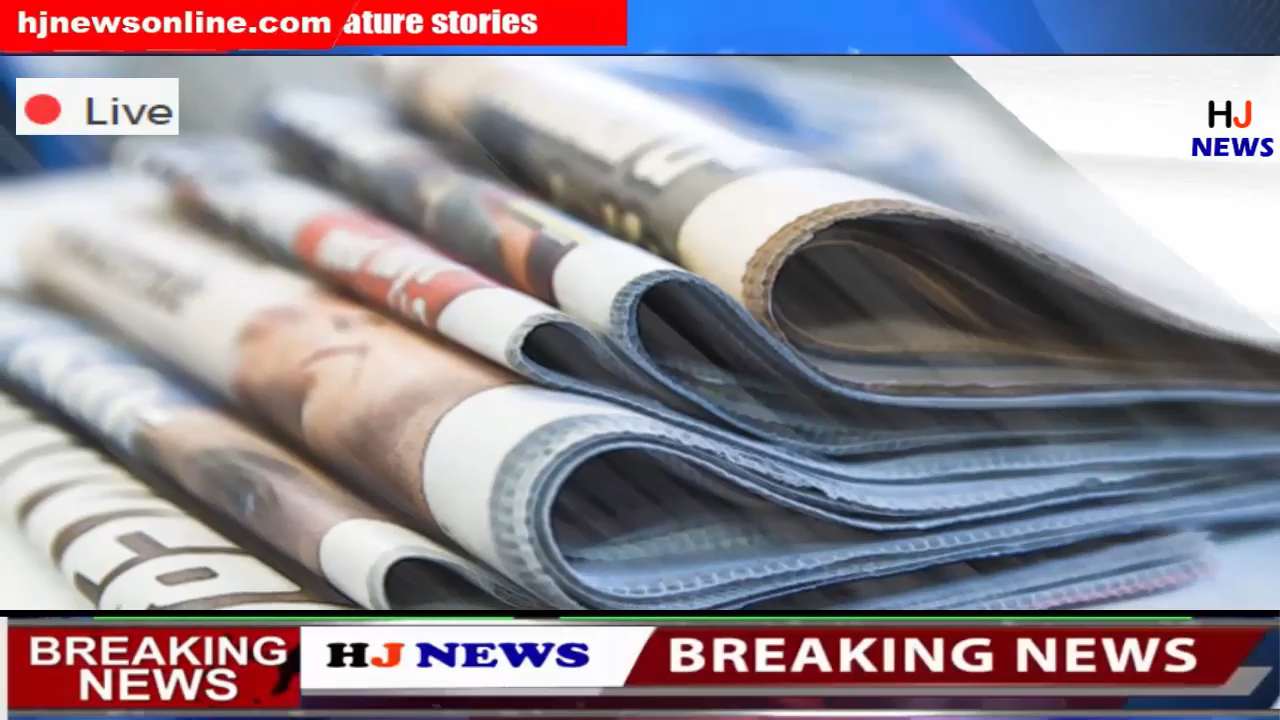 hjnewsonline.com ature stories
Live
HJ
NEWS
BREAKING
NEWS
HJ NEWS
BREAKING NEWS